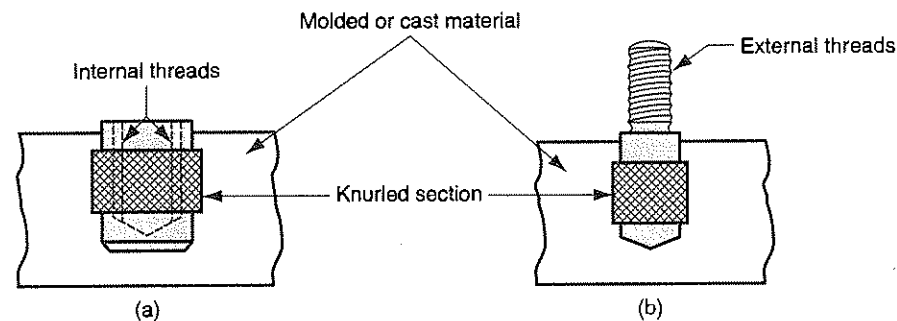 Molded or cast material
Internal threads
External threads
Knurled section
(a)
(b)